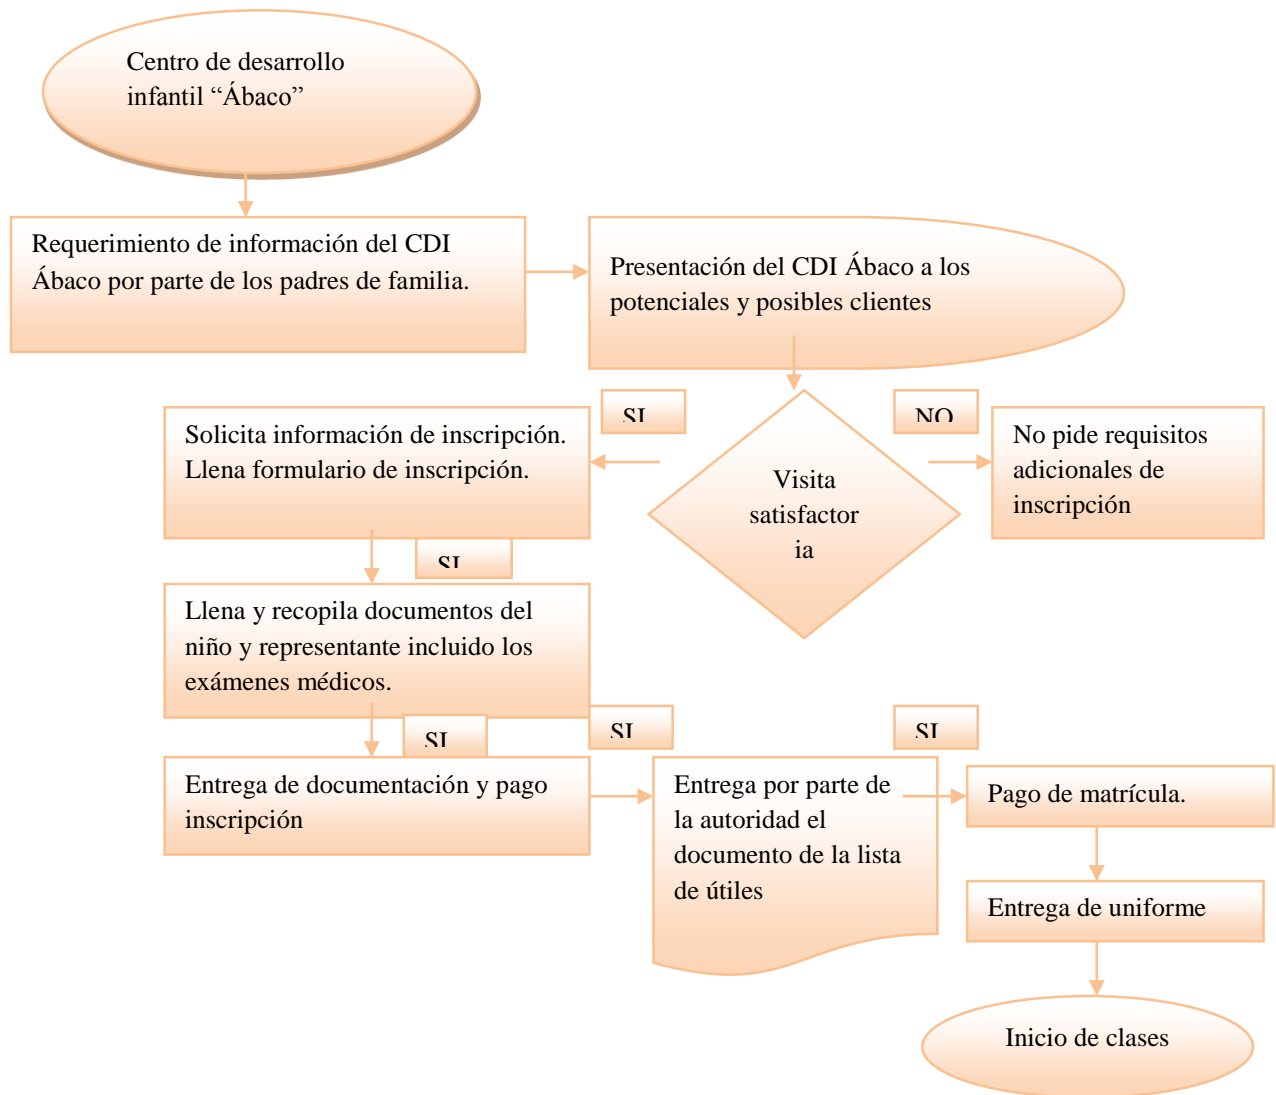 Centro de desarrollo
infantil “Ábaco”
Requerimiento de información del CDI
Ábaco por parte de los padres de familia.
Presentación del CDI Ábaco a los
potenciales y posibles clientes
SI
NO
Solicita información de inscripción.
Llena formulario de inscripción.
Visita
satisfactor
ia
No pide requisitos
adicionales de
inscripción
SI
Llena y recopila documentos del
niño y representante incluido los
exámenes médicos.
SI
SI
SI
Entrega de documentación y pago
inscripción
Entrega por parte de
la autoridad el
documento de la lista
de útiles
Pago de matrícula.
Entrega de uniforme
Inicio de clases